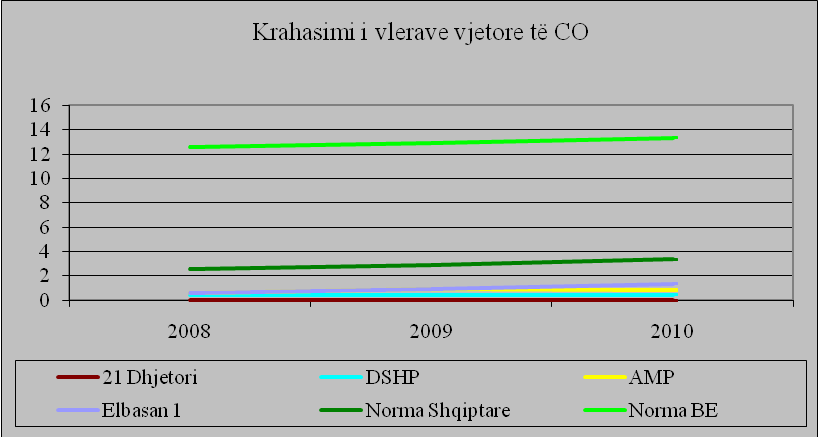 Krahasimi i vlerave vjetore të CO
16
14
12
10
8
6
4
2
0
2008 2009 2010
21 Dhjetori DSHP AMP
Elbasan 1 Norma Shqiptare Norma BE